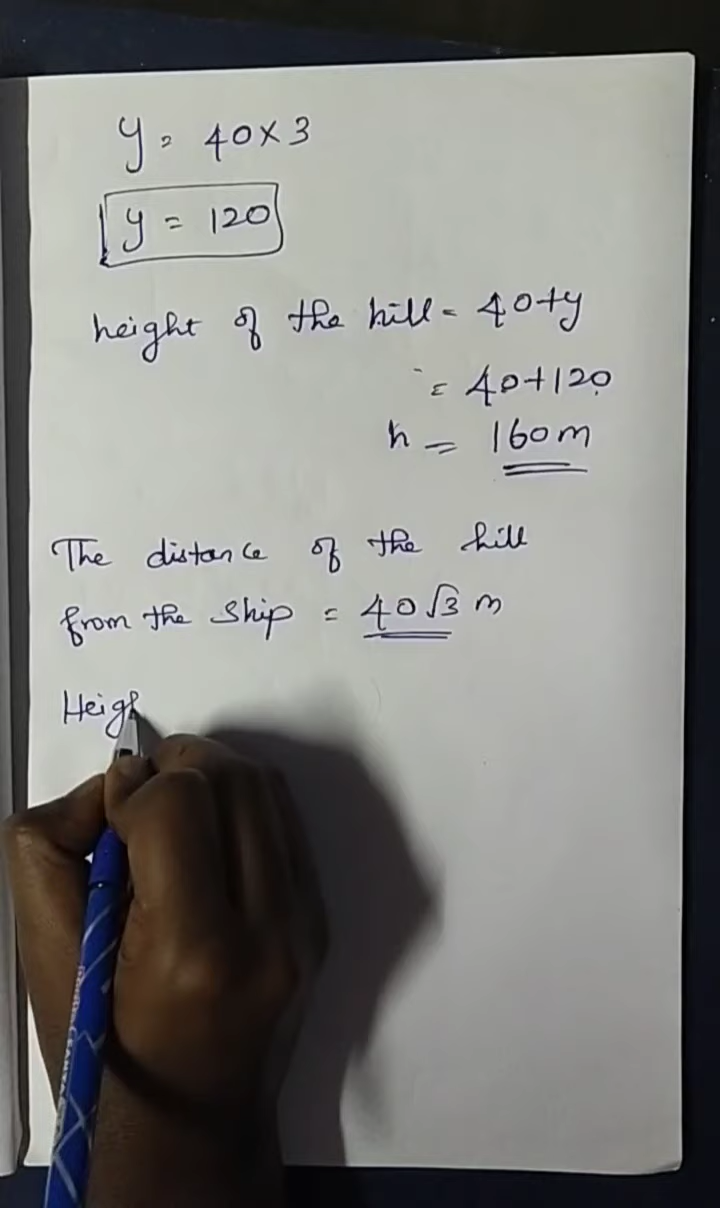 y = 40 × 3
y = 120
height of the hill = 40+y
= 40+120
h = 160m
The distance of the hill
from the ship = 40√3 m
Heigh